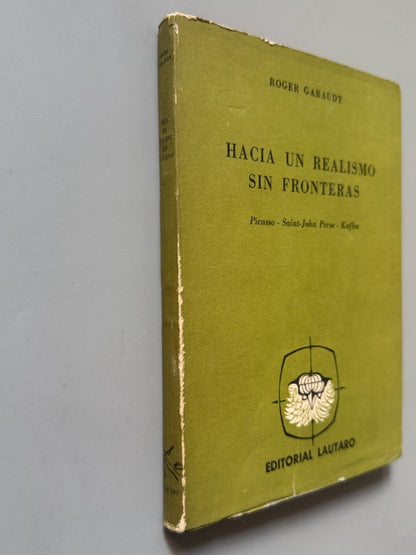 ROGER GARAUDY
HACIA UN REALISMO
SIN FRONTERAS
Picasso - Saint-John Perse - Kafka
EDITORIAL LAUTARO